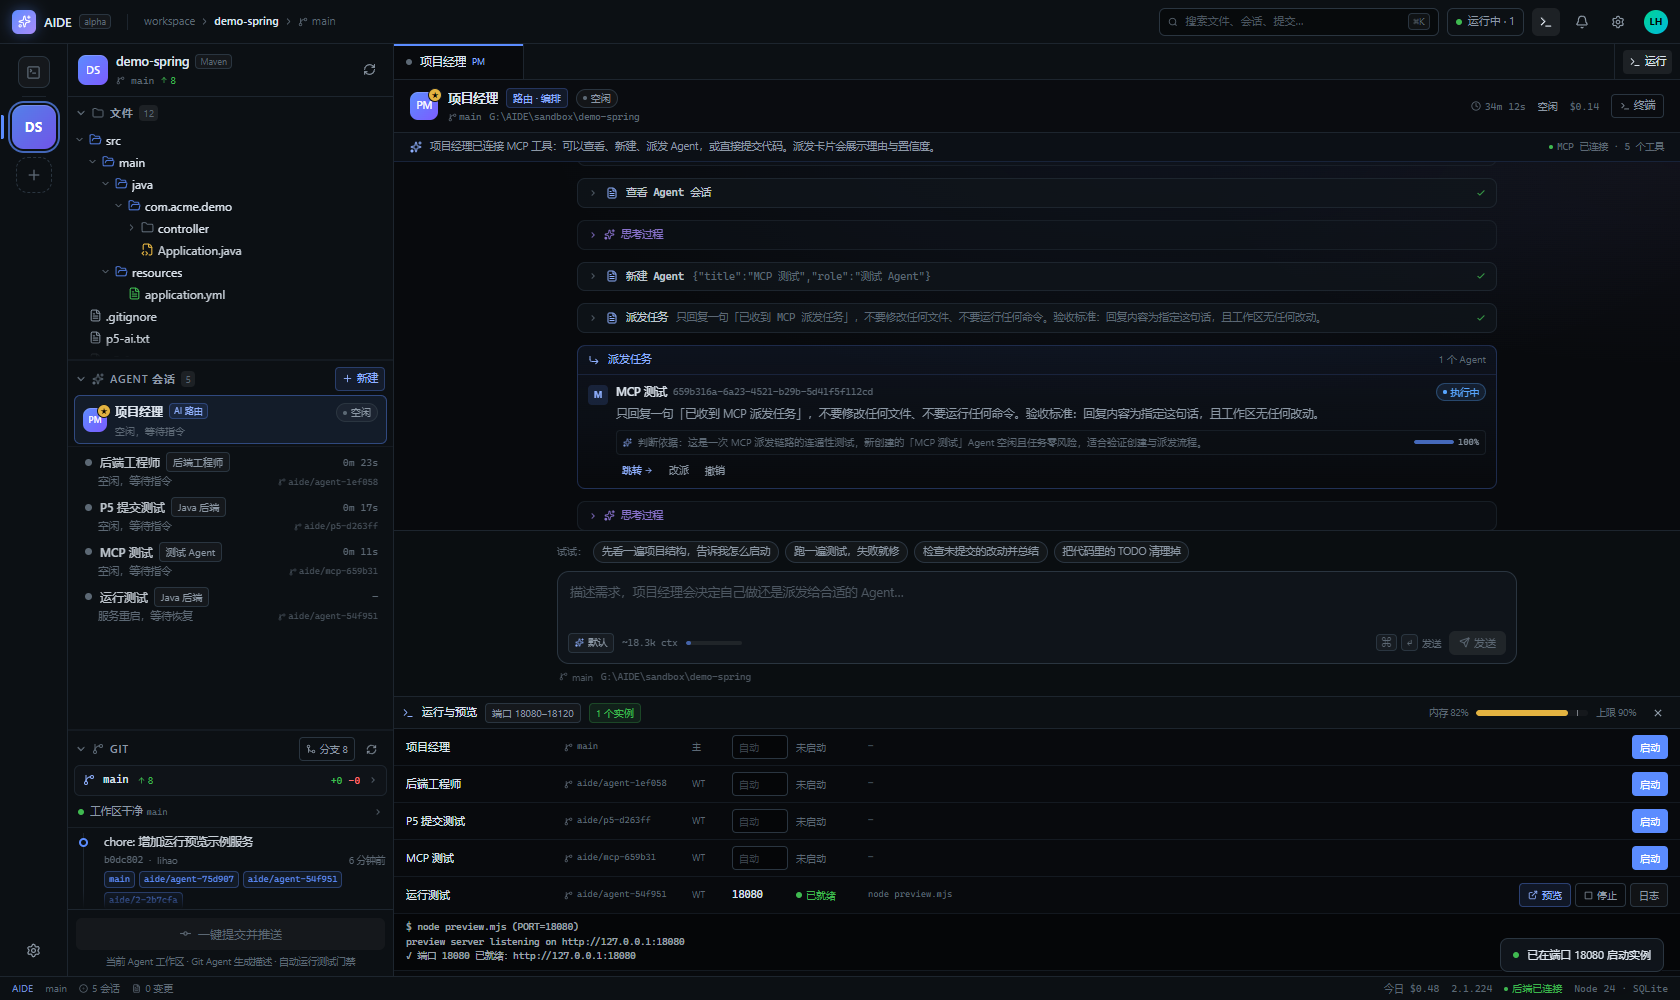 AIDE alpha workspace › demo-spring › main
搜索文件、会话、提交... ⌘K
运行中 · 1
LH
DS demo-spring Maven
main ↑ 8
文件 12
src
main
java
com.acme.demo
controller
Application.java
resources
application.yml
.gitignore
p5-ai.txt
AGENT 会话 5
+ 新建
PM 项目经理 AI 路由 空闲
空闲，等待指令
后端工程师 后端工程师 0m 23s
空闲，等待指令 aide/agent-1ef058
P5 提交测试 Java 后端 0m 17s
空闲，等待指令 aide/p5-d263ff
MCP 测试 测试 Agent 0m 11s
空闲，等待指令 aide/mcp-659b31
运行测试 Java 后端 —
服务重启，等待恢复 aide/agent-54f951
GIT 分支 8
main ↑ 8 +0 −0
工作区干净 main
chore: 增加运行预览示例服务
b0dc802 · lihao 6 分钟前
main aide/agent-75d907 aide/agent-54f951
aide/2-2b7cfa
一键提交并推送
当前 Agent 工作区 · Git Agent 生成描述 · 自动运行测试门禁
DS
项目经理 PM
运行
PM 项目经理 路由 · 编排 空闲
main G:\AIDE\sandbox\demo-spring
34m 12s 空闲 $0.14 终端
项目经理已连接 MCP 工具：可以查看、新建、派发 Agent，或直接提交代码。派发卡片会展示理由与置信度。
MCP 已连接 · 5 个工具
查看 Agent 会话
思考过程
新建 Agent {"title":"MCP 测试","role":"测试 Agent"}
派发任务 只回复一句「已收到 MCP 派发任务」，不要修改任何文件、不要运行任何命令。验收标准：回复内容为指定这句话，且工作区无任何改动。
派发任务 1 个 Agent
M MCP 测试 659b316a-6a23-4521-b29b-5d41f5f112cd 执行中
只回复一句「已收到 MCP 派发任务」，不要修改任何文件、不要运行任何命令。验收标准：回复内容为指定这句话，且工作区无任何改动。
判断依据：这是一次 MCP 派发链路的连通性测试，新创建的「MCP 测试」Agent 空闲且任务零风险，适合验证创建与派发流程。 100%
跳转 → 改派 撤销
思考过程
试试： 先看一遍项目结构，告诉我怎么启动 跑一遍测试，失败就修 检查未提交的改动并总结 把代码里的 TODO 清理掉
描述需求，项目经理会决定自己做还是派发给合适的 Agent...
默认 ~18.3k ctx
⌘ ↵ 发送 发送
main G:\AIDE\sandbox\demo-spring
运行与预览 端口 18080–18120 1 个实例 内存 82% 上限 90%
项目经理 main 主 自动 未启动 — 启动
后端工程师 aide/agent-1ef058 WT 自动 未启动 — 启动
P5 提交测试 aide/p5-d263ff WT 自动 未启动 — 启动
MCP 测试 aide/mcp-659b31 WT 自动 未启动 — 启动
运行测试 aide/agent-54f951 WT 18080 已就绪 node preview.mjs 预览 停止 日志
$ node preview.mjs (PORT=18080)
preview server listening on http://127.0.0.1:18080
✓ 端口 18080 已就绪：http://127.0.0.1:18080
已在端口 18080 启动实例
AIDE main 5 会话 0 变更
今日 $0.48 2.1.224 后端已连接 Node 24 · SQLite